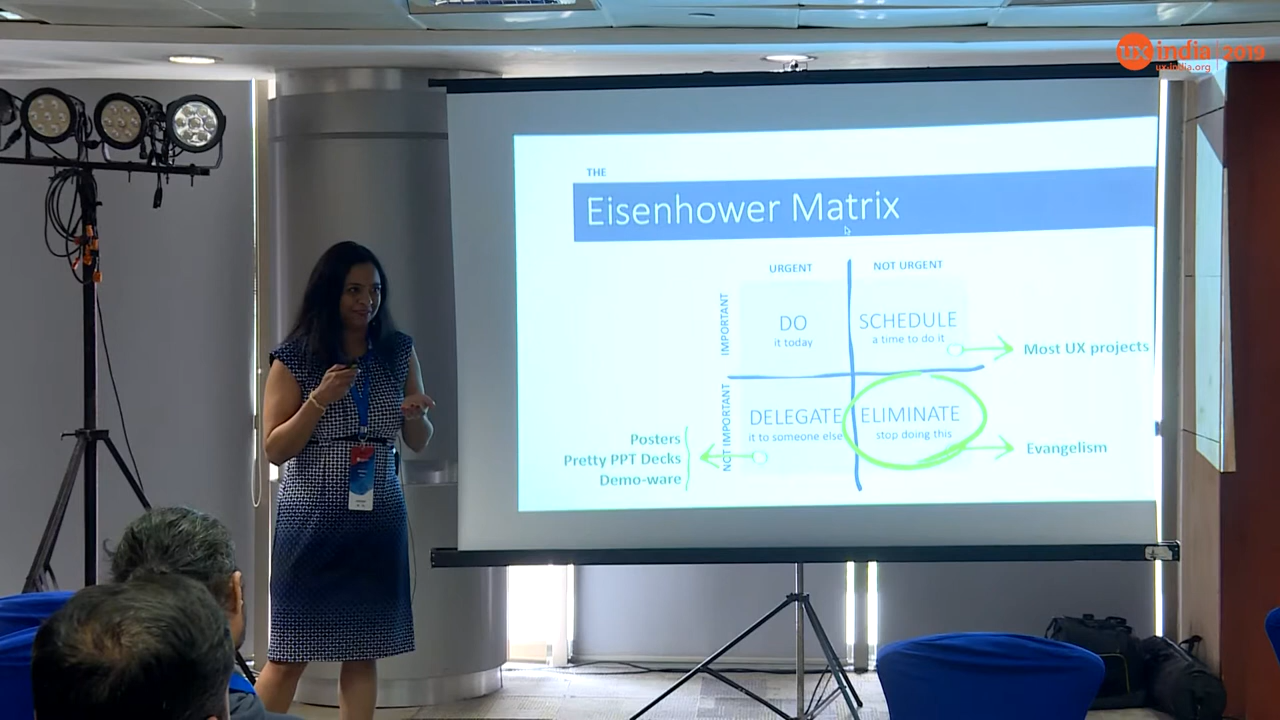 ux india 2019
ux-india.org
THE
Eisenhower Matrix
URGENT
NOT URGENT
IMPORTANT
DO
it today
SCHEDULE
a time to do it
Most UX projects
NOT IMPORTANT
DELEGATE
it to someone else
ELIMINATE
stop doing this
Posters
Pretty PPT Decks
Demo-ware
Evangelism